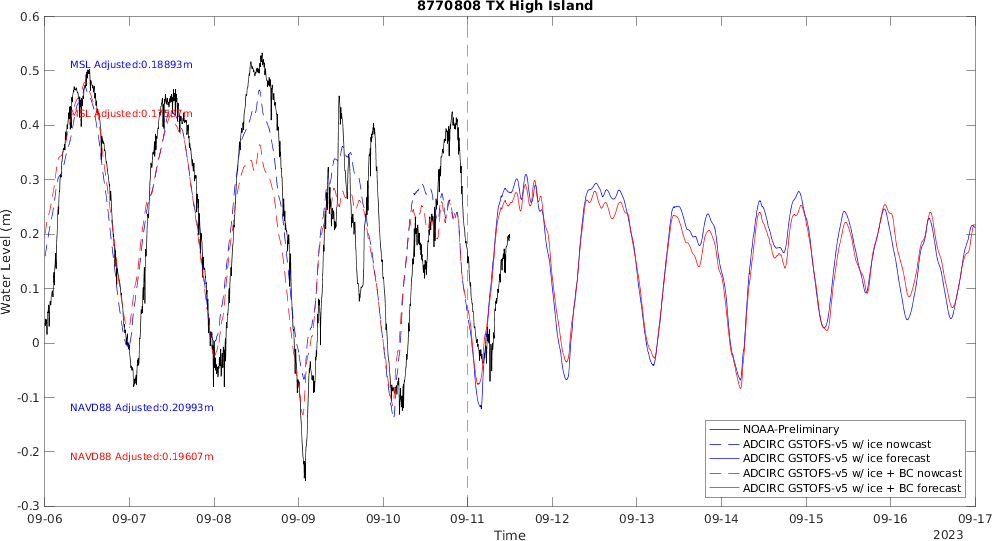 8770808 TX High Island
0.6
0.5
0.4
0.3
0.2
0.1
0
-0.1
-0.2
-0.3
Water Level (m)
MSL Adjusted:0.18893m
MSL Adjusted:
NAVD88 Adjusted:0.20993m
NAVD88 Adjusted:0.19607m
NOAA-Preliminary
ADCIRC GSTOFS-v5 w/ ice nowcast
ADCIRC GSTOFS-v5 w/ ice forecast
ADCIRC GSTOFS-v5 w/ ice + BC nowcast
ADCIRC GSTOFS-v5 w/ ice + BC forecast
09-06 09-07 09-08 09-09 09-10 09-11 09-12 09-13 09-14 09-15 09-16 09-17
Time
2023